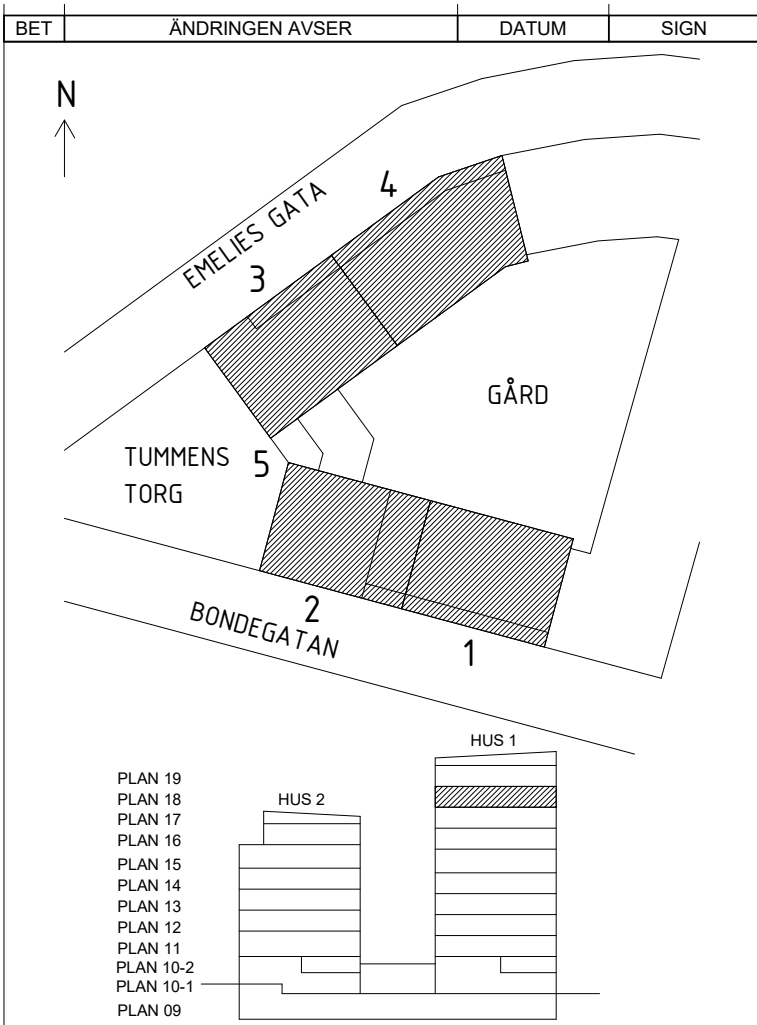 BET ÄNDRINGEN AVSER DATUM SIGN
N
4
EMELIES GATA
3
GÅRD
TUMMENS
TORG
5
2
BONDEGATAN
1
HUS 1
PLAN 19
PLAN 18
HUS 2
PLAN 17
PLAN 16
PLAN 15
PLAN 14
PLAN 13
PLAN 12
PLAN 11
PLAN 10-2
PLAN 10-1
PLAN 09